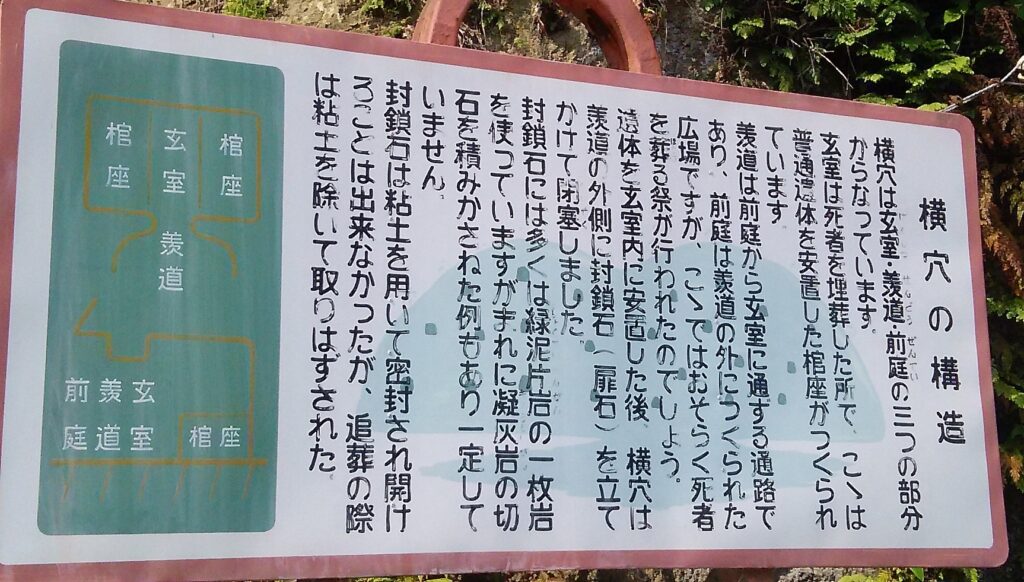 横穴の構造
横穴は玄室・羨道・前庭の三つの部分
からなっています。
玄室は死者を埋葬した所で、こゝは
普通遺体を安置した棺座がつくられ
ています
羨道は前庭から玄室に通ずる通路で
あり、前庭は羨道の外につくられた
広場ですが、こゝではおそらく死者
を葬る祭が行われたのでしょう。
遺体を玄室内に安置した後、横穴は
羨道の外側に封鎖石(扉石)を立て
かけて閉塞しました。
封鎖石には多くは緑泥片岩の一枚岩
を使っていますがまれに凝灰岩の切
石を積みかさねた例もあり一定して
いません。
封鎖石は粘土を用いて密封され開け
ることは出来なかったが、追葬の際
は粘土を除いて取りはずされた
棺座
玄室
棺座
羨道
玄室
羨道
前庭
棺座